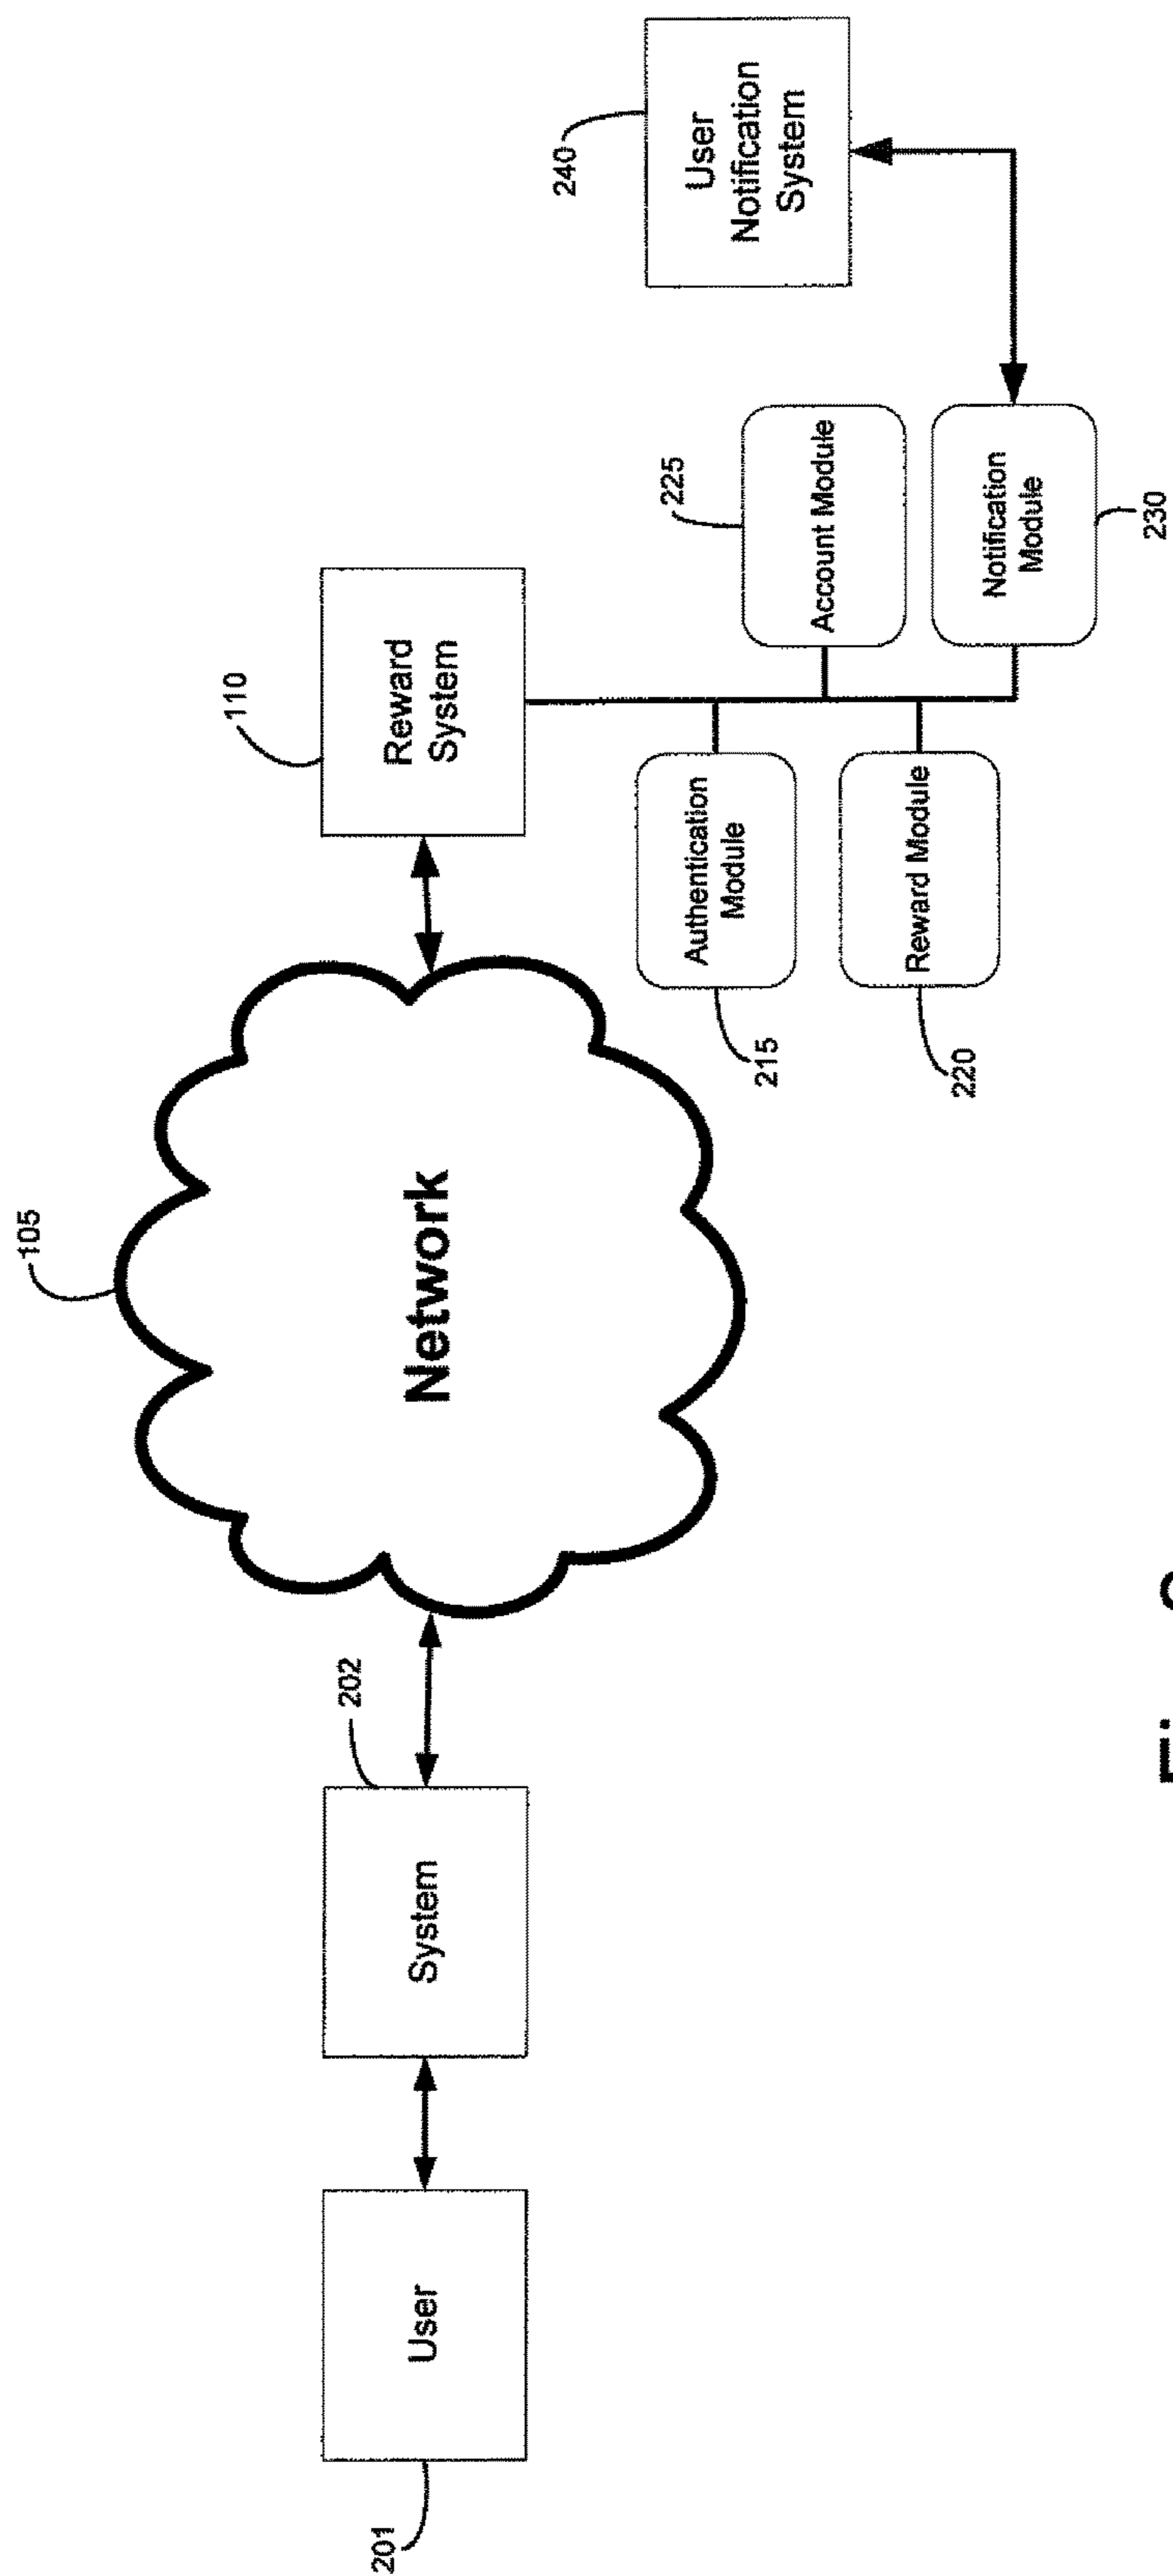 105
110
202
201
User
System
Network
Reward
System
240
User
Notification
System
225
Authentication
Module
215
Account Module
Reward Module
220
Notification
Module
230